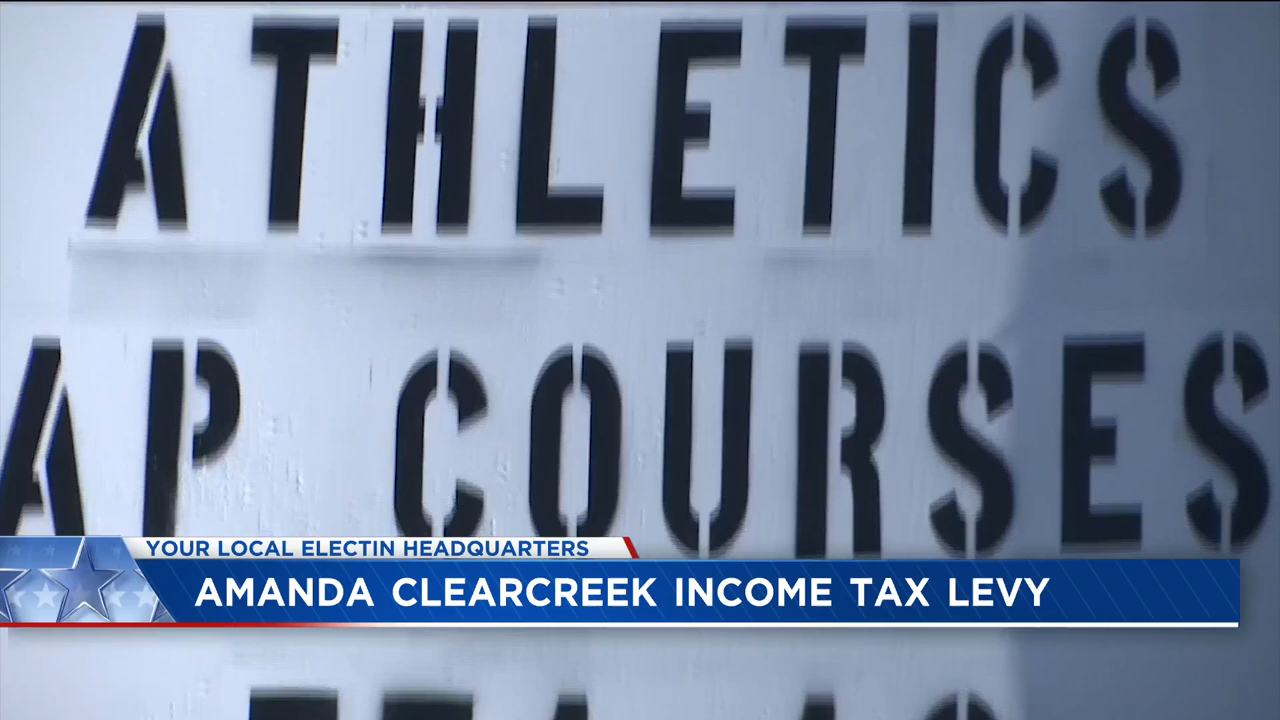 ATHLETICS
AP COURSES
YOUR LOCAL ELECTIN HEADQUARTERS
AMANDA CLEARCREEK INCOME TAX LEVY